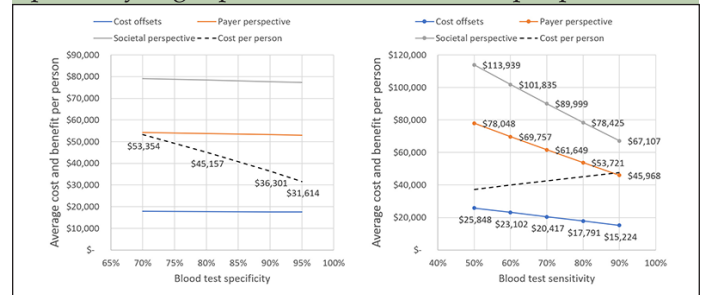 Cost offsets
Payer perspective
Societal perspective
Cost per person
Average cost and benefit per person
$90,000
$80,000
$70,000
$60,000
$50,000
$40,000
$30,000
$20,000
$10,000
$-
$53,354
$45,157
$36,301
$31,614
65% 70% 75% 80% 85% 90% 95% 100%
Blood test specificity
Cost offsets
Payer perspective
Societal perspective
Cost per person
Average cost and benefit per person
$120,000
$100,000
$80,000
$60,000
$40,000
$20,000
$-
$113,939
$101,835
$89,999
$78,425
$67,107
$78,048
$69,757
$61,649
$53,721
$45,968
$25,848
$23,102
$20,417
$17,791
$15,224
40% 50% 60% 70% 80% 90% 100%
Blood test sensitivity